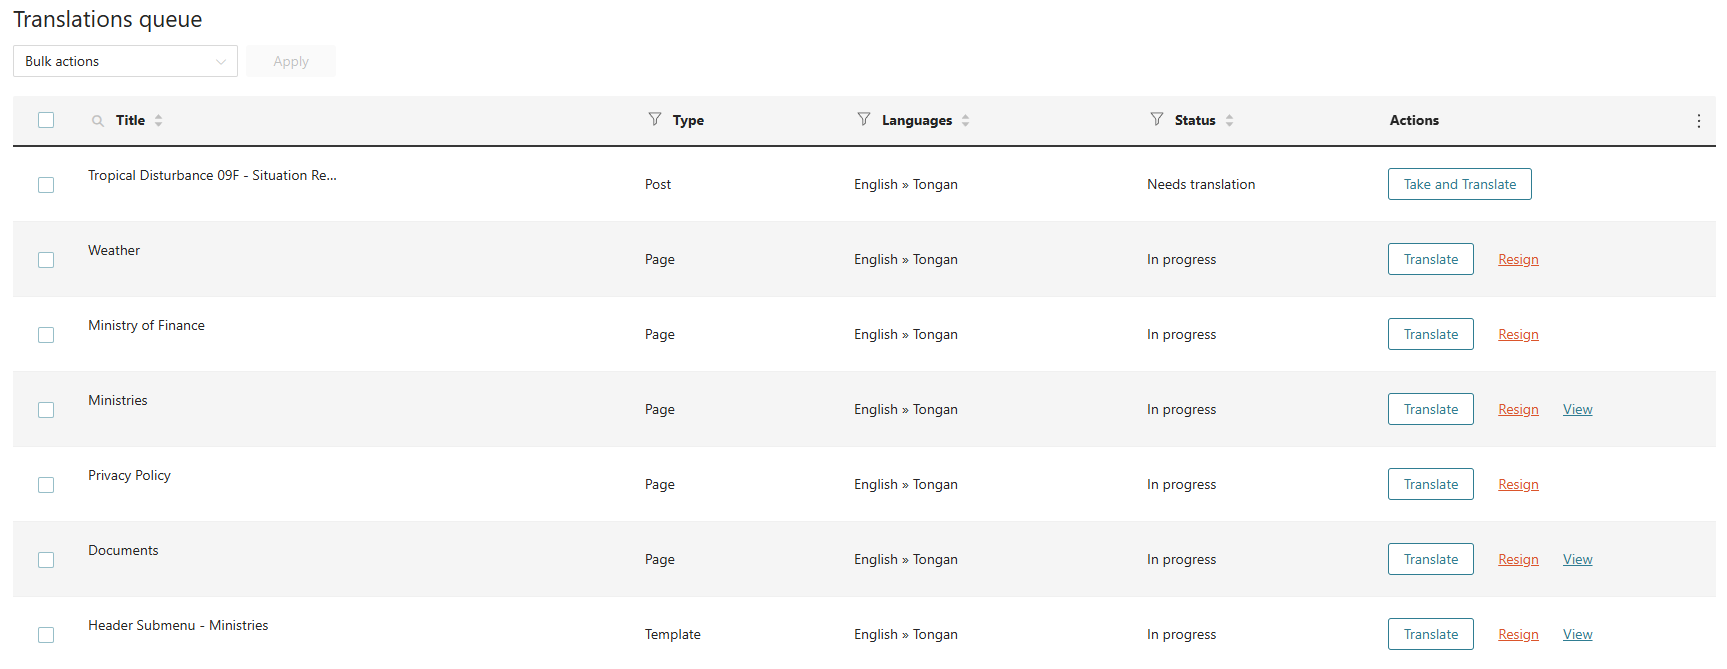 Translations queue
Bulk actions Apply
Title Type Languages Status Actions
Tropical Disturbance 09F - Situation Re... Post English » Tongan Needs translation Take and Translate
Weather Page English » Tongan In progress Translate Resign
Ministry of Finance Page English » Tongan In progress Translate Resign
Ministries Page English » Tongan In progress Translate Resign View
Privacy Policy Page English » Tongan In progress Translate Resign
Documents Page English » Tongan In progress Translate Resign View
Header Submenu - Ministries Template English » Tongan In progress Translate Resign View